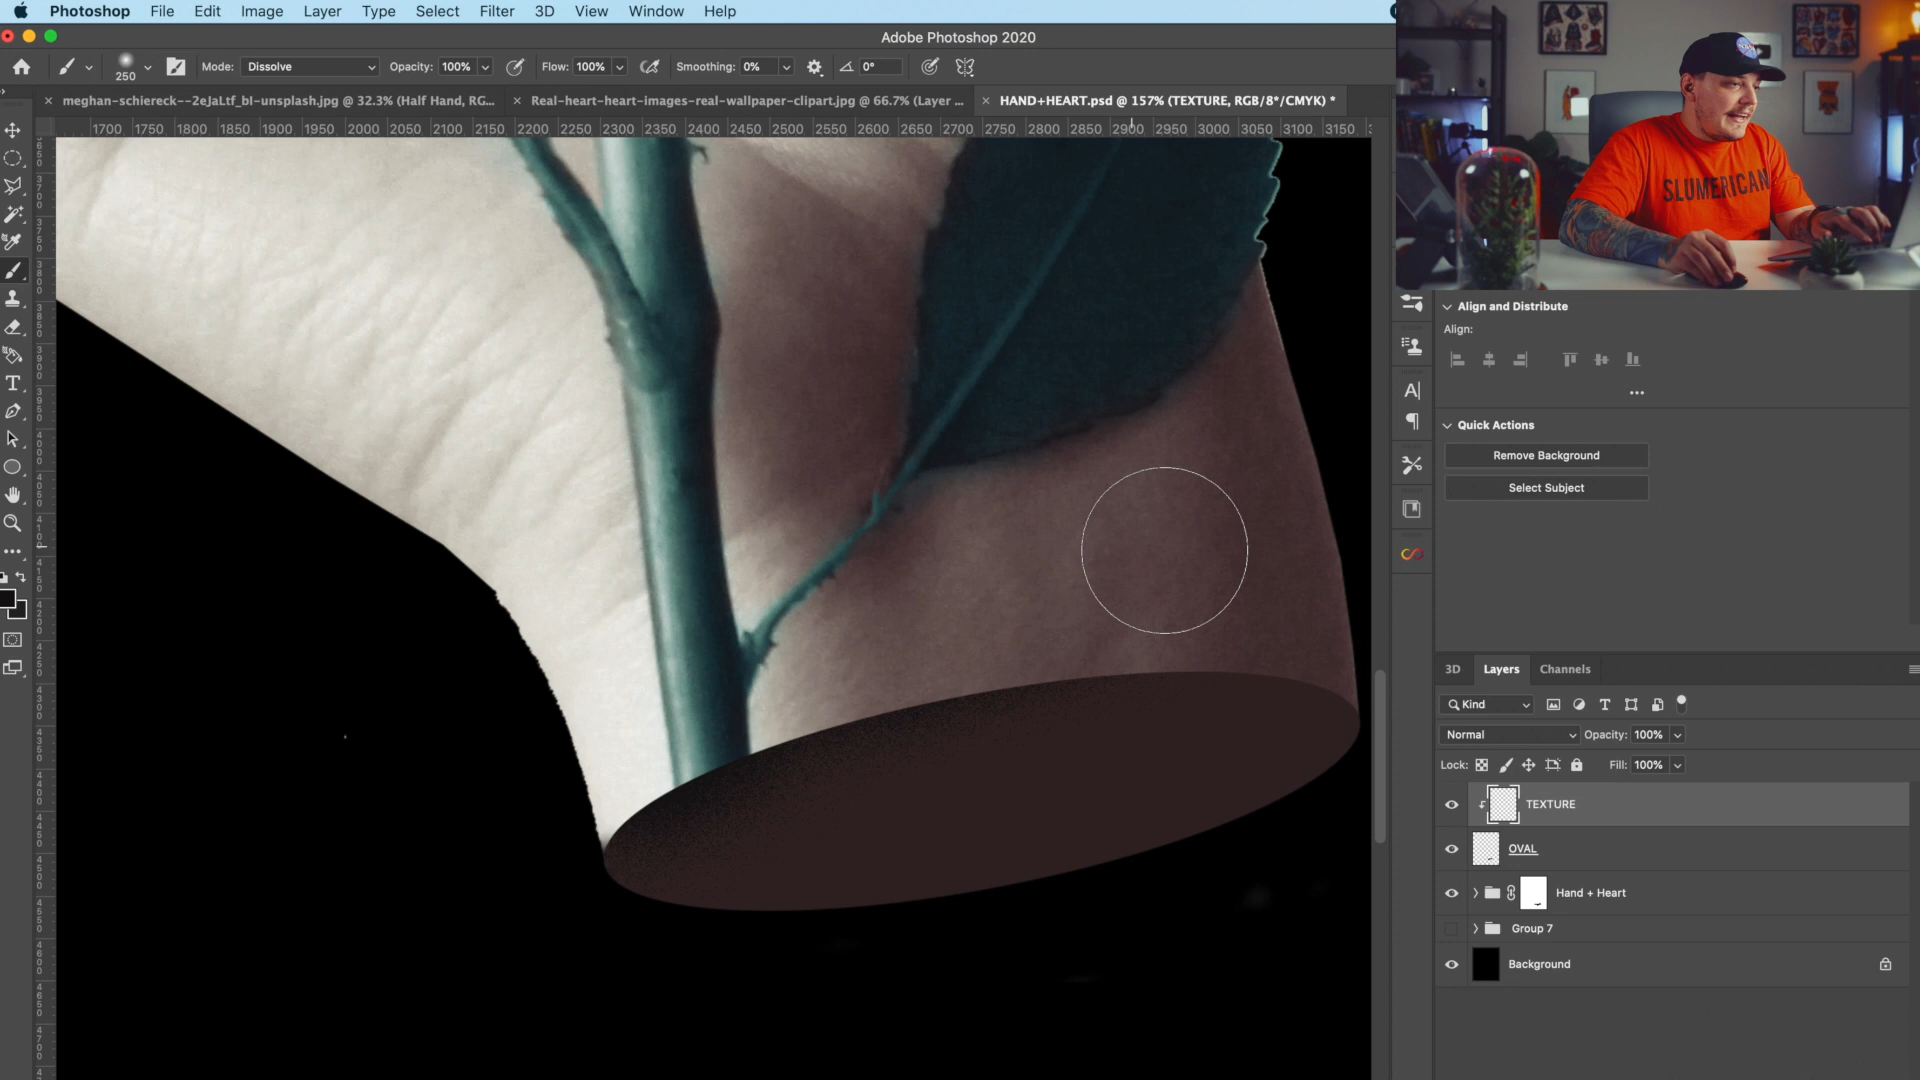 Photoshop File Edit Image Layer Type Select Filter 3D View Window Help
Adobe Photoshop 2020
250 Mode: Dissolve Opacity: 100% Flow: 100% Smoothing: 0% 0°
meghan-schiereck--2eJaLtf_bI-unsplash.jpg @ 32.3% (Half Hand, RG... Real-heart-heart-images-real-wallpaper-clipart.jpg @ 66.7% (Layer ... HAND+HEART.psd @ 157% (TEXTURE, RGB/8*/CMYK) *
1700 1750 1800 1850 1900 1950 2000 2050 2100 2150 2200 2250 2300 2350 2400 2450 2500 2550 2600 2650 2700 2750 2800 2850 2900 2950 3000 3050 3100 3150
SLUMERICAN
Align and Distribute
Align:
Quick Actions
Remove Background
Select Subject
3D Layers Channels
Kind
Normal Opacity: 100%
Lock: Fill: 100%
TEXTURE
OVAL
Hand + Heart
Group 7
Background